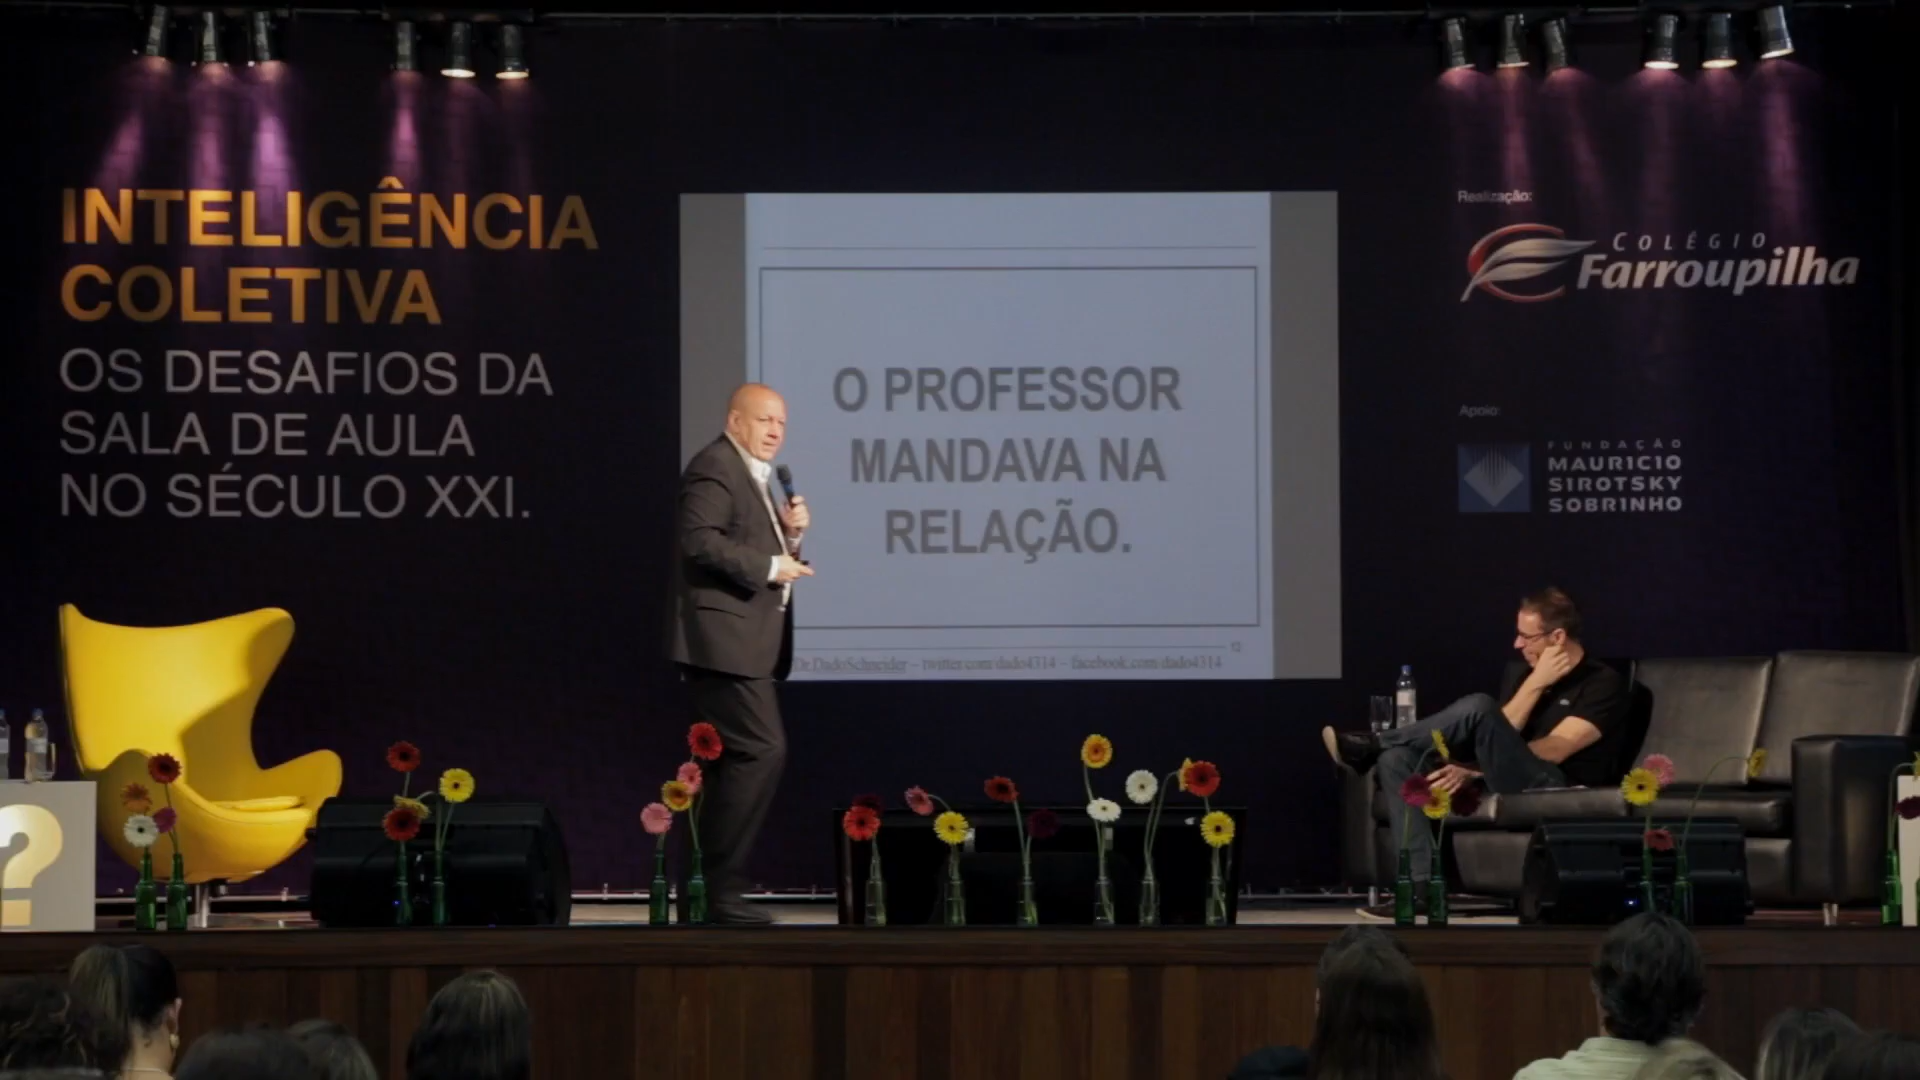 INTELIGÊNCIA
COLETIVA
OS DESAFIOS DA
SALA DE AULA
NO SÉCULO XXI.
O PROFESSOR
MANDAVA NA
RELAÇÃO.
12
Dr.DadoSchneider – twitter.com/dado4314 – facebook.com/dado4314
Realização:
COLÉGIO
Farroupilha
Apoio:
FUNDAÇÃO
MAURICIO
SIROTSKY
SOBRINHO
?